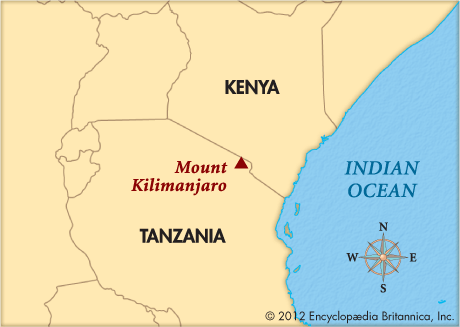 KENYA
Mount
Kilimanjaro
INDIAN
OCEAN
TANZANIA
N
W
E
S
© 2012 Encyclopædia Britannica, Inc.